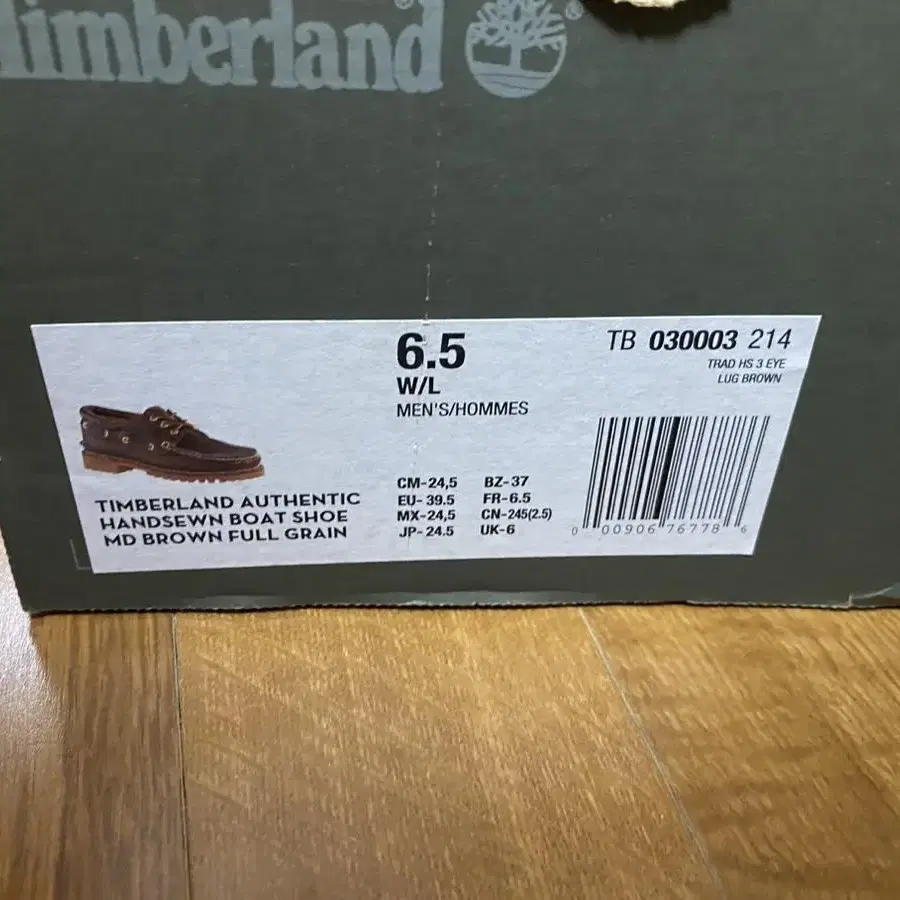 Timberland ®
6.5
W/L
MEN'S/HOMMES
TB 030003 214
TRAD HS 3 EYE
LUG BROWN
TIMBERLAND AUTHENTIC
HANDSEWN BOAT SHOE
MD BROWN FULL GRAIN
CM-24,5 BZ-37
EU-39.5 FR-6.5
MX-24,5 CN-245(2.5)
JP-24.5 UK-6
0 00906 76778 6